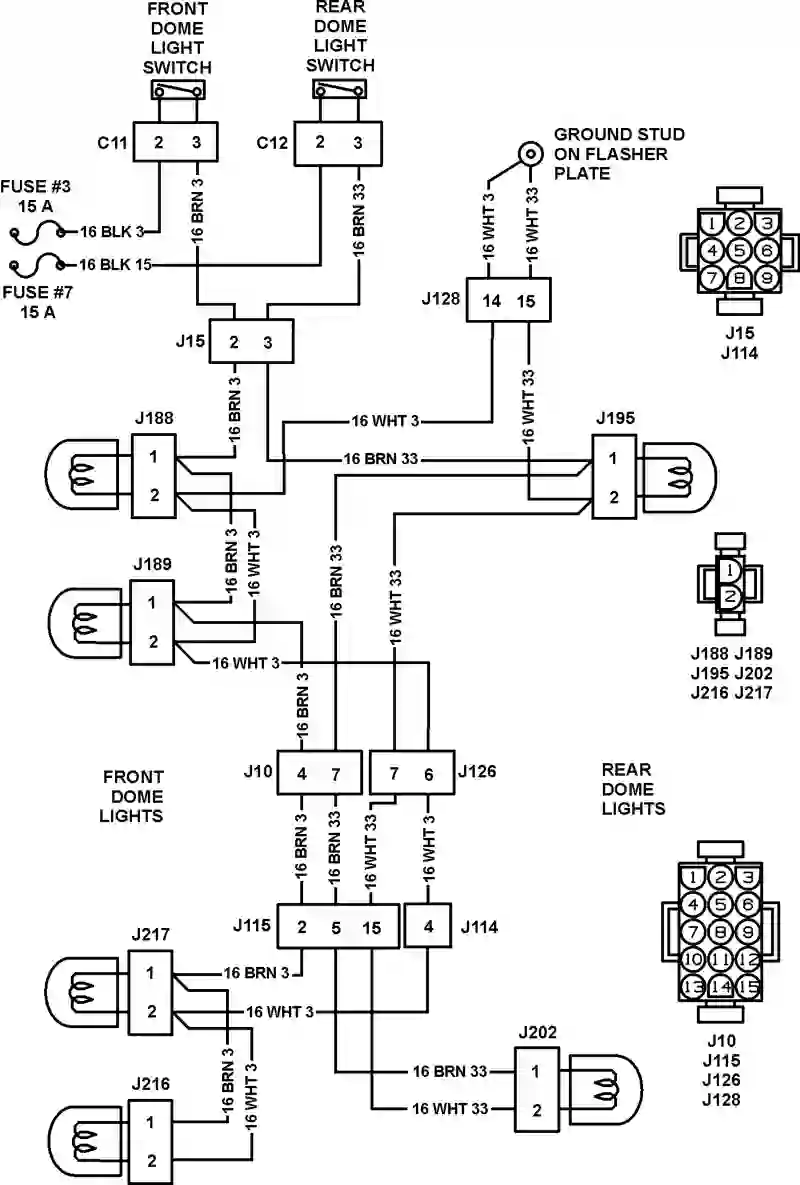 FRONT
DOME
LIGHT
SWITCH
REAR
DOME
LIGHT
SWITCH
C11
2 3
C12
2 3
GROUND STUD
ON FLASHER
PLATE
FUSE #3
15 A
16 BLK 3
16 BLK 15
FUSE #7
15 A
16 BRN 3
16 BRN 33
16 WHT 3
16 WHT 33
J128
14 15
1 2 3
4 5 6
7 8 9
J15
J114
J15
2 3
16 BRN 3
16 WHT 3
16 WHT 33
J188
1
2
16 BRN 33
J195
1
2
16 BRN 3
16 WHT 3
16 BRN 33
16 WHT 33
J189
1
2
16 WHT 3
16 BRN 3
1
2
J188 J189
J195 J202
J216 J217
J10
4 7
7 6
J126
FRONT
DOME
LIGHTS
REAR
DOME
LIGHTS
16 BRN 3
16 BRN 33
16 WHT 33
16 WHT 3
J115
2 5 15
4
J114
1 2 3
4 5 6
7 8 9
10 11 12
13 14 15
J10
J115
J126
J128
J217
1
2
16 BRN 3
16 WHT 3
16 BRN 3
16 WHT 3
J216
1
2
J202
1
2
16 BRN 33
16 WHT 33